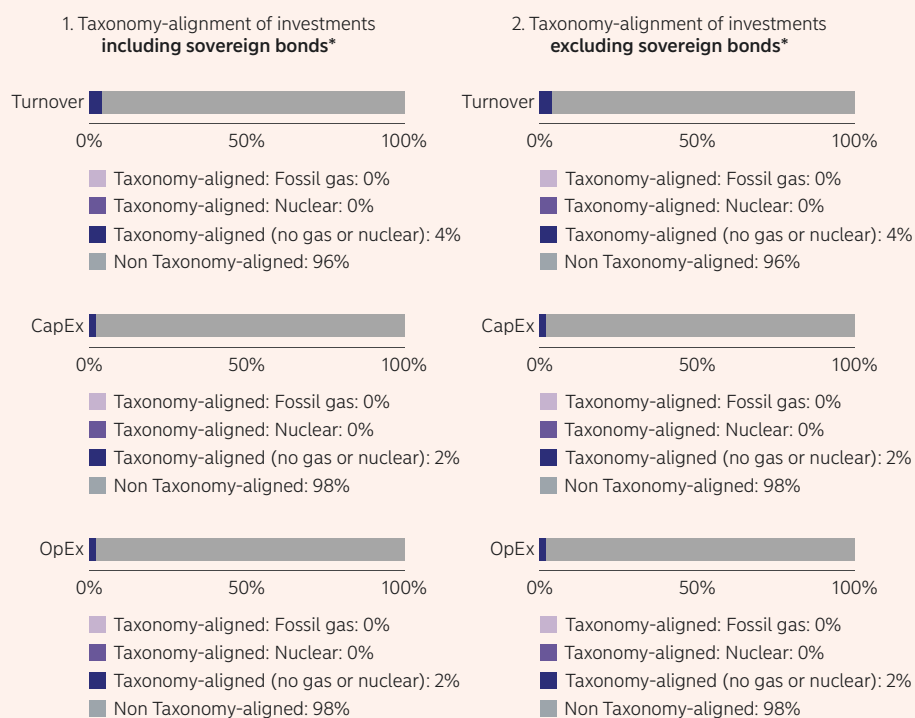 1. Taxonomy-alignment of investments
including sovereign bonds*
Turnover
0% 50% 100%
Taxonomy-aligned: Fossil gas: 0%
Taxonomy-aligned: Nuclear: 0%
Taxonomy-aligned (no gas or nuclear): 4%
Non Taxonomy-aligned: 96%
CapEx
0% 50% 100%
Taxonomy-aligned: Fossil gas: 0%
Taxonomy-aligned: Nuclear: 0%
Taxonomy-aligned (no gas or nuclear): 2%
Non Taxonomy-aligned: 98%
OpEx
0% 50% 100%
Taxonomy-aligned: Fossil gas: 0%
Taxonomy-aligned: Nuclear: 0%
Taxonomy-aligned (no gas or nuclear): 2%
Non Taxonomy-aligned: 98%
2. Taxonomy-alignment of investments
excluding sovereign bonds*
Turnover
0% 50% 100%
Taxonomy-aligned: Fossil gas: 0%
Taxonomy-aligned: Nuclear: 0%
Taxonomy-aligned (no gas or nuclear): 4%
Non Taxonomy-aligned: 96%
CapEx
0% 50% 100%
Taxonomy-aligned: Fossil gas: 0%
Taxonomy-aligned: Nuclear: 0%
Taxonomy-aligned (no gas or nuclear): 2%
Non Taxonomy-aligned: 98%
OpEx
0% 50% 100%
Taxonomy-aligned: Fossil gas: 0%
Taxonomy-aligned: Nuclear: 0%
Taxonomy-aligned (no gas or nuclear): 2%
Non Taxonomy-aligned: 98%